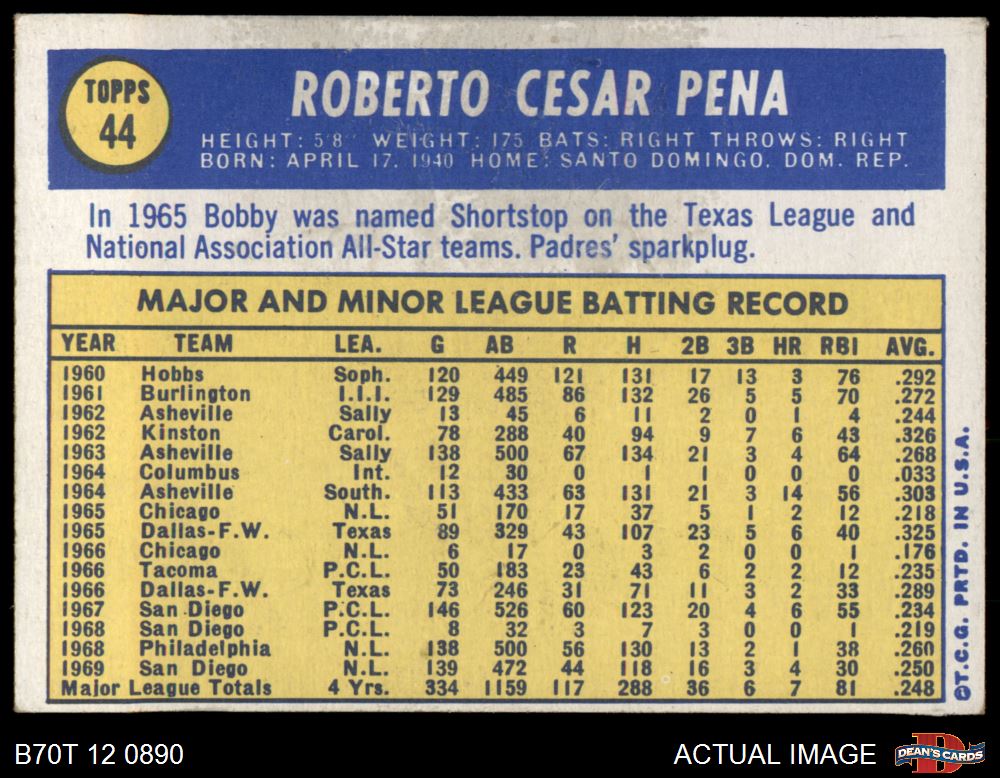 TOPPS
44
ROBERTO CESAR PENA
HEIGHT: 5'8" WEIGHT: 175 BATS: RIGHT THROWS: RIGHT
BORN: APRIL 17, 1940 HOME: SANTO DOMINGO, DOM. REP.
In 1965 Bobby was named Shortstop on the Texas League and
National Association All-Star teams. Padres' sparkplug.
MAJOR AND MINOR LEAGUE BATTING RECORD
YEAR TEAM LEA. G AB R H 2B 3B HR RBI AVG.
1960 Hobbs Soph. 120 449 121 131 17 13 3 76 .292
1961 Burlington I.I.I. 129 485 86 132 26 5 5 70 .272
1962 Asheville Sally 13 45 6 11 2 0 1 4 .244
1962 Kinston Carol. 78 288 40 94 9 7 6 43 .326
1963 Asheville Sally 138 500 67 134 21 3 4 64 .268
1964 Columbus Int. 12 30 0 1 1 0 0 0 .033
1964 Asheville South. 113 433 63 131 21 3 14 56 .303
1965 Chicago N.L. 51 170 17 37 5 1 2 12 .218
1965 Dallas-F.W. Texas 89 329 43 107 23 5 6 40 .325
1966 Chicago N.L. 6 17 0 3 2 0 0 1 .176
1966 Tacoma P.C.L. 50 183 23 43 6 2 2 12 .235
1966 Dallas-F.W. Texas 73 246 31 71 11 3 2 33 .289
1967 San Diego P.C.L. 146 526 60 123 20 4 6 55 .234
1968 San Diego P.C.L. 8 32 3 7 3 0 0 1 .219
1968 Philadelphia N.L. 138 500 56 130 13 2 1 38 .260
1969 San Diego N.L. 139 472 44 118 16 3 4 30 .250
Major League Totals 4 Yrs. 334 1159 117 288 36 6 7 81 .248
©T.C.G. PRTD. IN U.S.A.
B70T 12 0890
ACTUAL IMAGE
DEAN'S CARDS